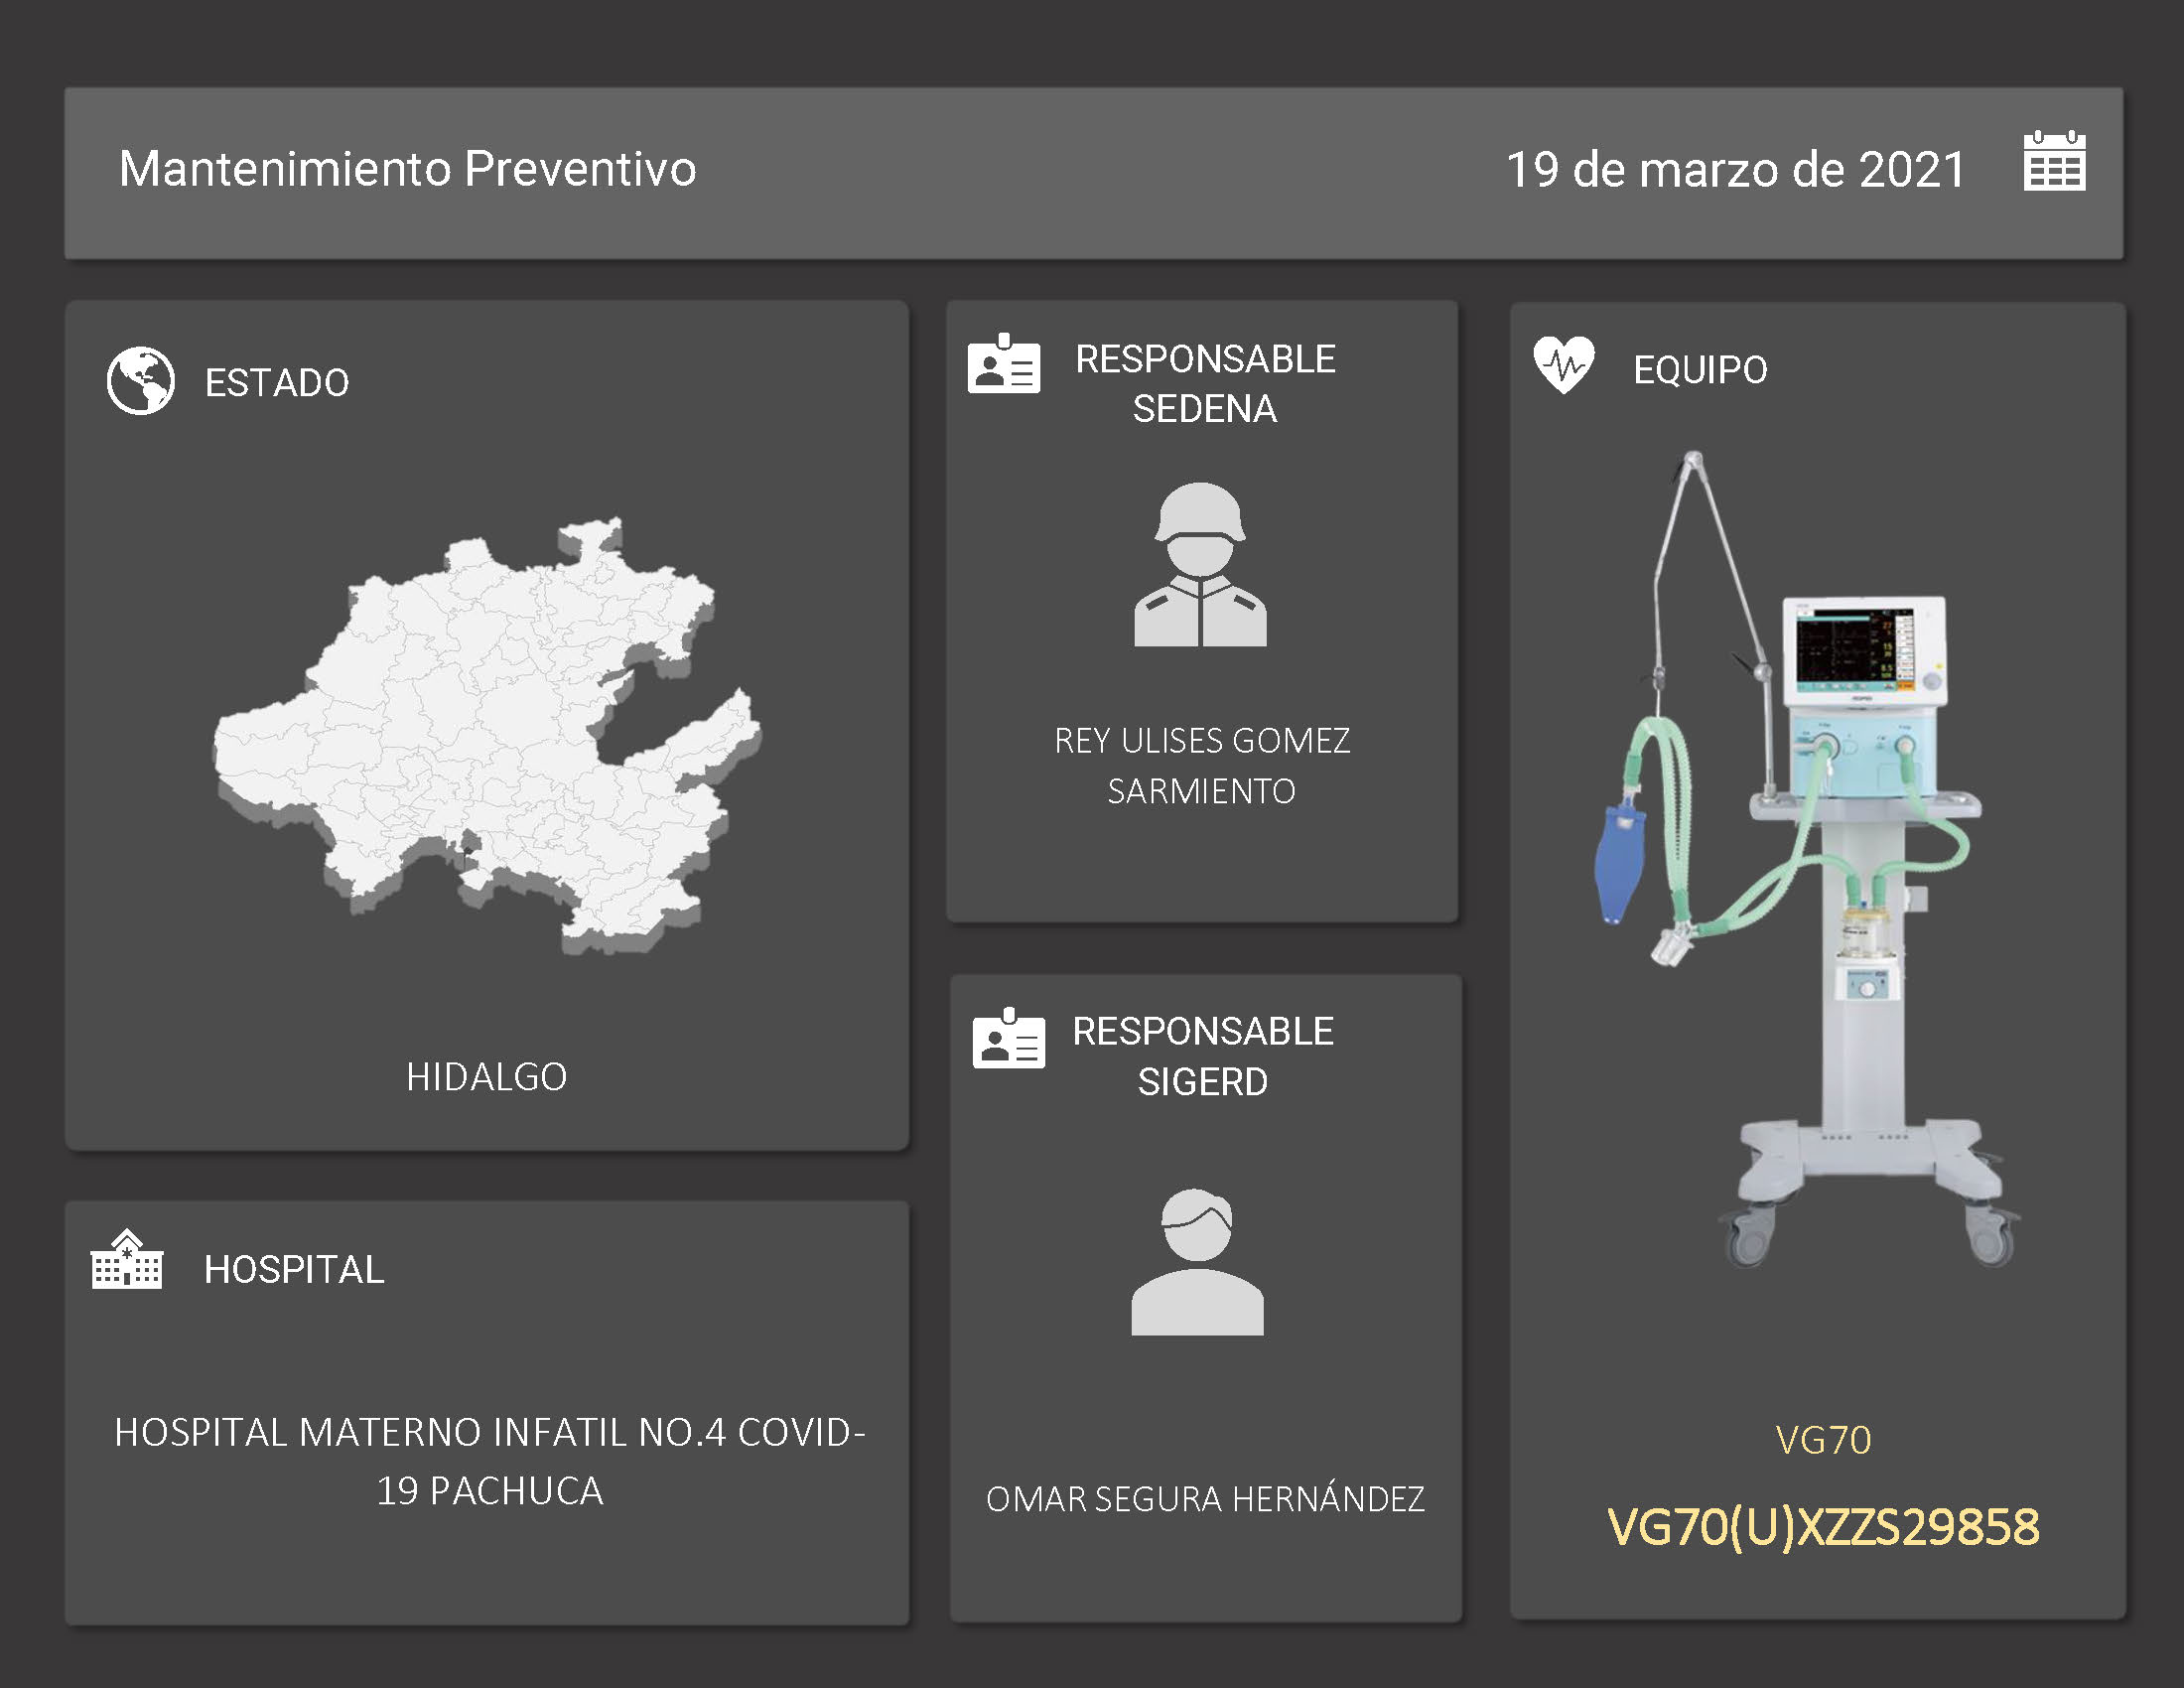 Mantenimiento Preventivo
19 de marzo de 2021
ESTADO
HIDALGO
HOSPITAL
HOSPITAL MATERNO INFATIL NO.4 COVID-
19 PACHUCA
RESPONSABLE
SEDENA
REY ULISES GOMEZ
SARMIENTO
RESPONSABLE
SIGERD
OMAR SEGURA HERNÁNDEZ
EQUIPO
VG70
VG70(U)XZZS29858